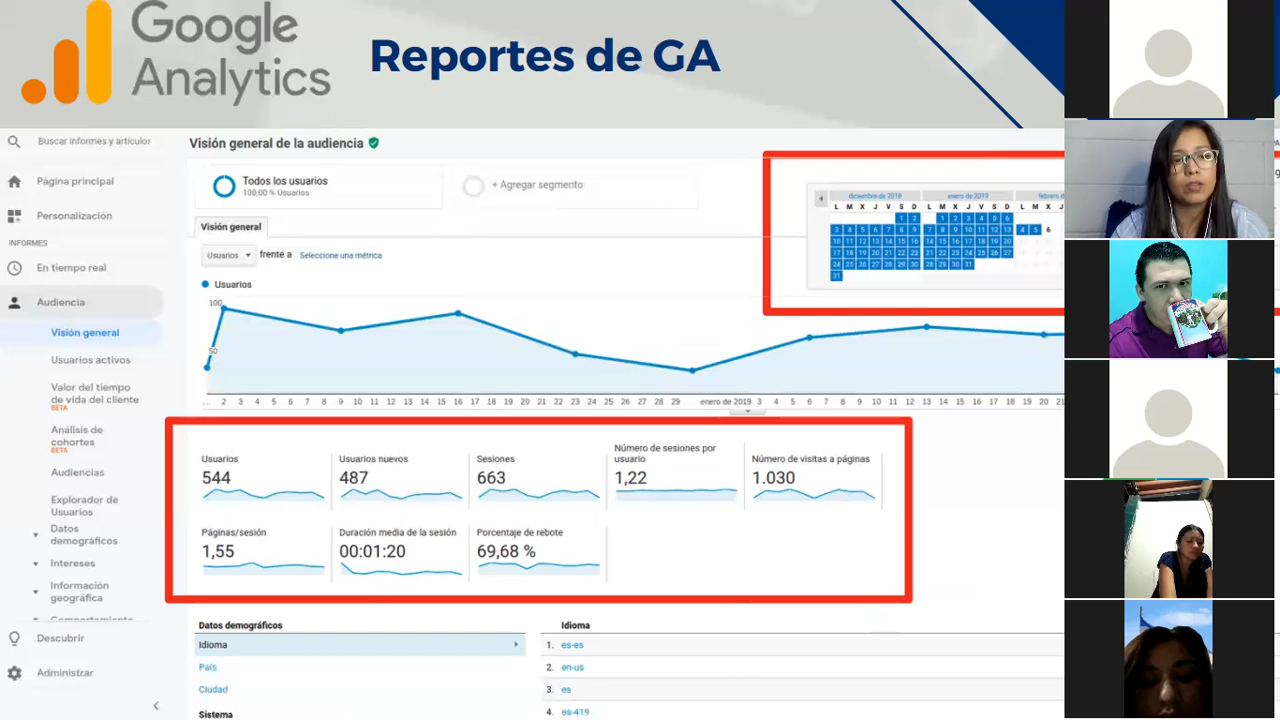 Google
Analytics
Reportes de GA
Buscar informes y artículos
Página principal
Personalización
INFORMES
En tiempo real
Audiencia
Visión general
Usuarios activos
Valor del tiempo
de vida del cliente
BETA
Análisis de
cohortes
BETA
Audiencias
Explorador de
Usuarios
Datos
demográficos
Intereses
Información
geográfica
Comportamiento
Descubrir
Administrar
Visión general de la audiencia
Todos los usuarios
100,00 % Usuarios
+ Agregar segmento
diciembre de 2018 enero de 2019
L M X J V S D L M X J V S D L M X
1 2 1 2 3 4 5 6
3 4 5 6 7 8 9 7 8 9 10 11 12 13 4 5 6
10 11 12 13 14 15 16 14 15 16 17 18 19 20
17 18 19 20 21 22 23 21 22 23 24 25 26 27
24 25 26 27 28 29 30 28 29 30 31
31
Visión general
Usuarios frente a Seleccione una métrica
Usuarios
100
50
... 2 3 4 5 6 7 8 9 10 11 12 13 14 15 16 17 18 19 20 21 22 23 24 25 26 27 28 29 enero de 2019 3 4 5 6 7 8 9 10 11 12 13 14 15 16 17 18 19 20 21
Usuarios
544
Usuarios nuevos
487
Sesiones
663
Número de sesiones por
usuario
1,22
Número de visitas a páginas
1.030
Páginas/sesión
1,55
Duración media de la sesión
00:01:20
Porcentaje de rebote
69,68 %
Datos demográficos
Idioma
País
Ciudad
Sistema
Idioma
1. es-es
2. en-us
3. es
4. es-419